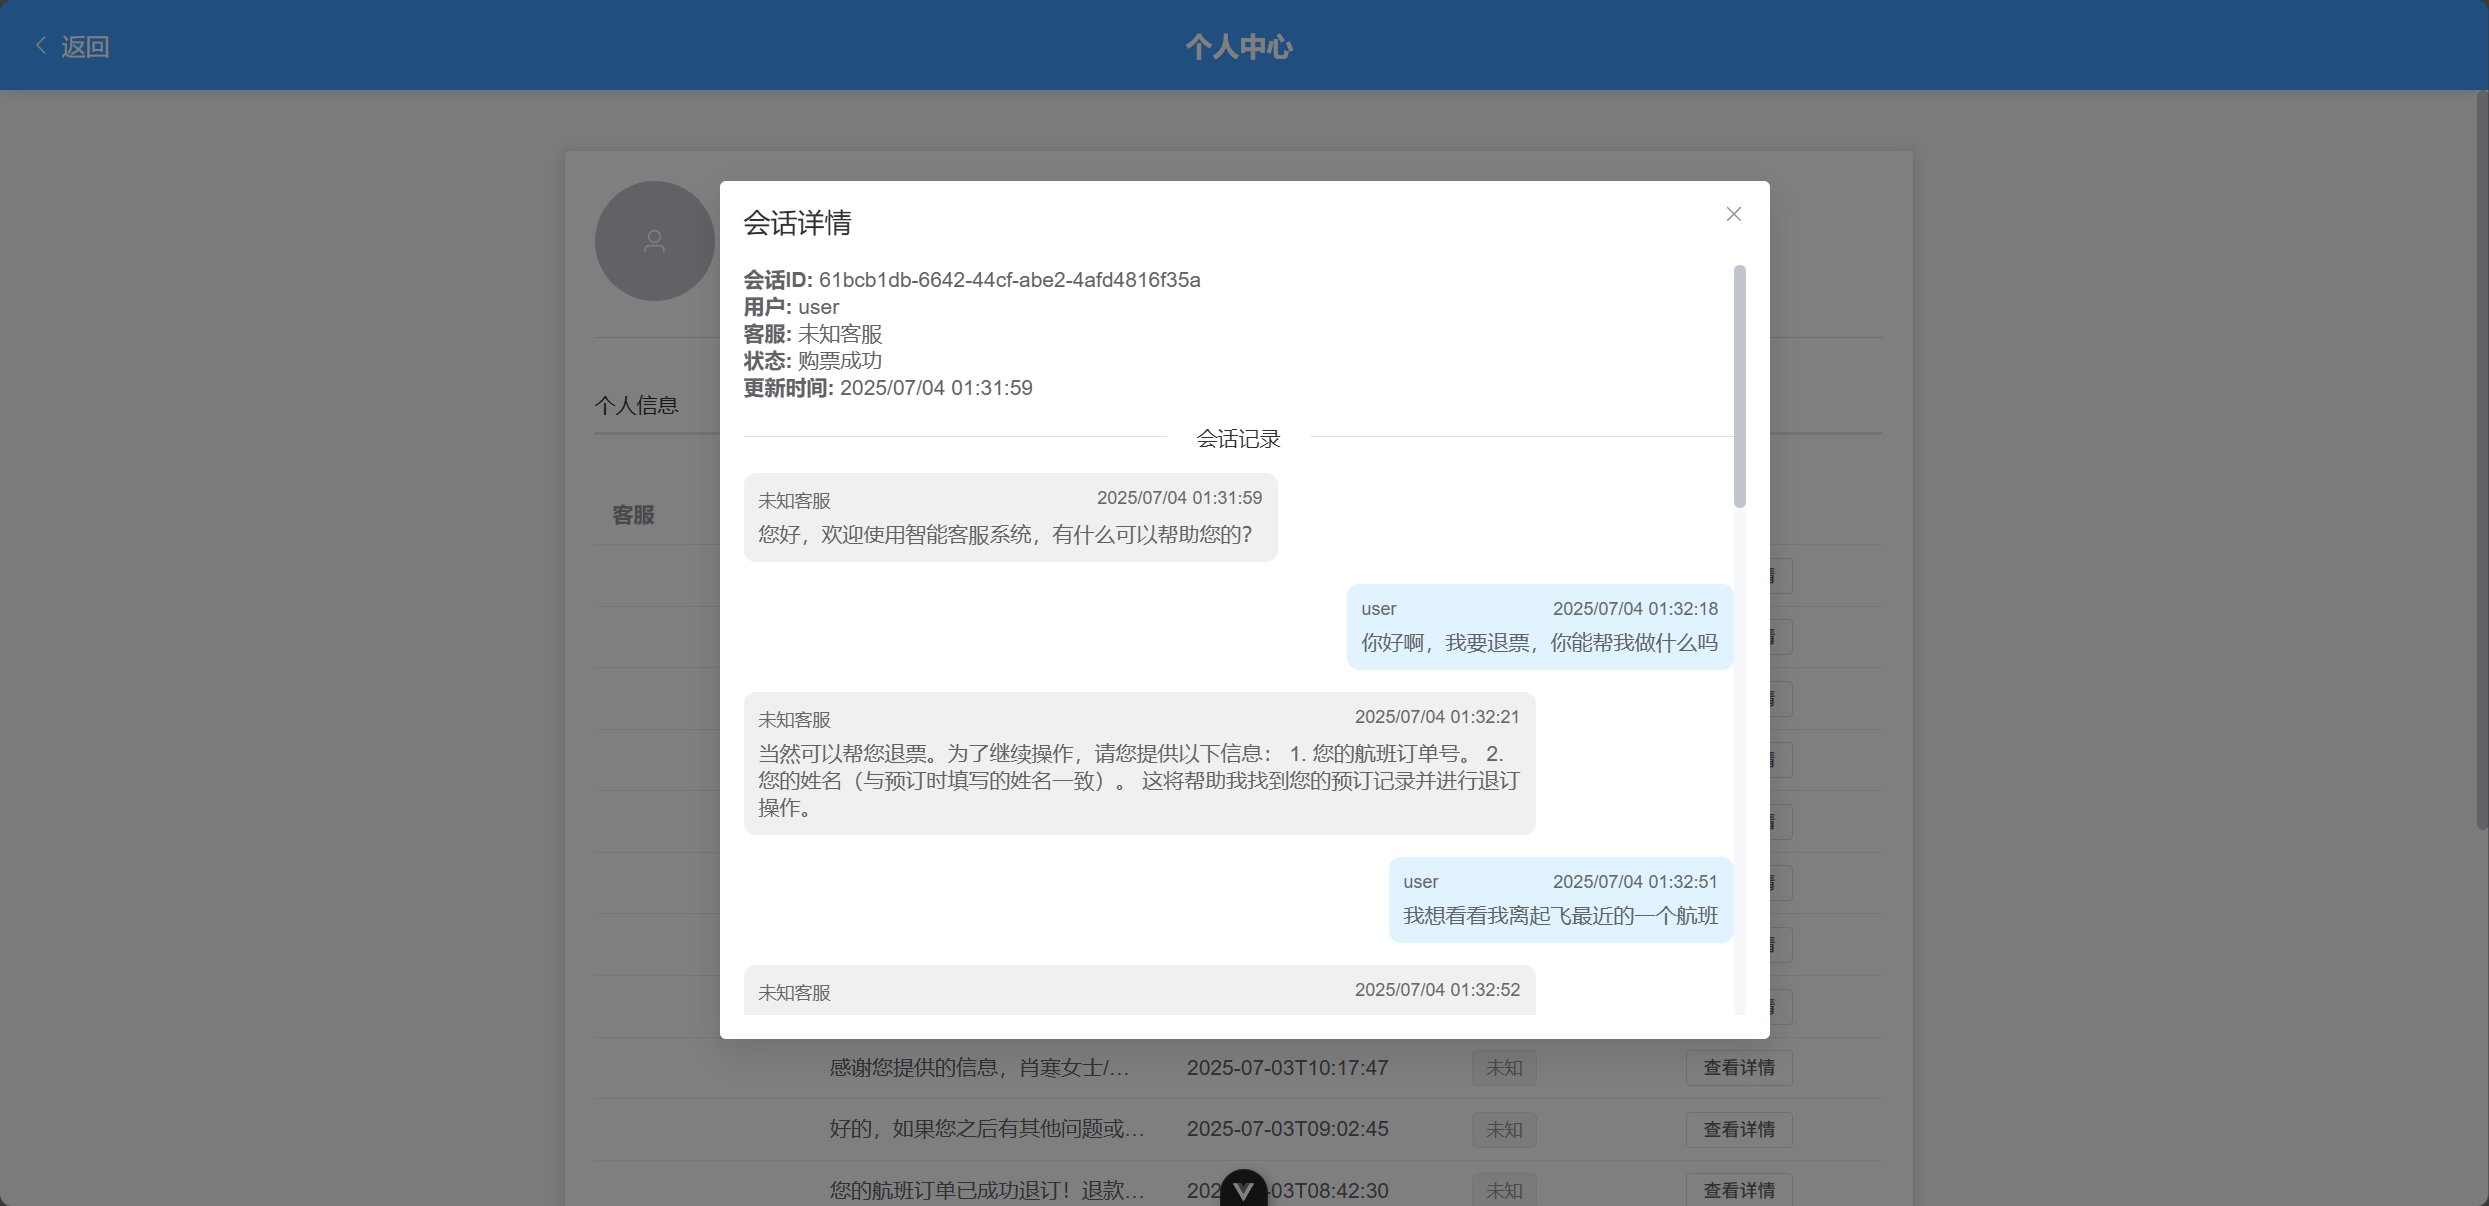 返回
个人中心
会话详情
会话ID: 61bcb1db-6642-44cf-abe2-4afd4816f35a
用户: user
客服: 未知客服
状态: 购票成功
更新时间: 2025/07/04 01:31:59
个人信息
会话记录
客服
未知客服 2025/07/04 01:31:59
您好，欢迎使用智能客服系统，有什么可以帮助您的？
user 2025/07/04 01:32:18
你好啊，我要退票，你能帮我做什么吗
未知客服 2025/07/04 01:32:21
当然可以帮您退票。为了继续操作，请您提供以下信息： 1. 您的航班订单号。 2.
您的姓名（与预订时填写的姓名一致）。 这将帮助我找到您的预订记录并进行退订
操作。
user 2025/07/04 01:32:51
我想看看我离起飞最近的一个航班
未知客服 2025/07/04 01:32:52
感谢您提供的信息，肖寒女士/... 2025-07-03T10:17:47 未知 查看详情
好的，如果您之后有其他问题或... 2025-07-03T09:02:45 未知 查看详情
您的航班订单已成功退订！退款... 202 -03T08:42:30 未知 查看详情